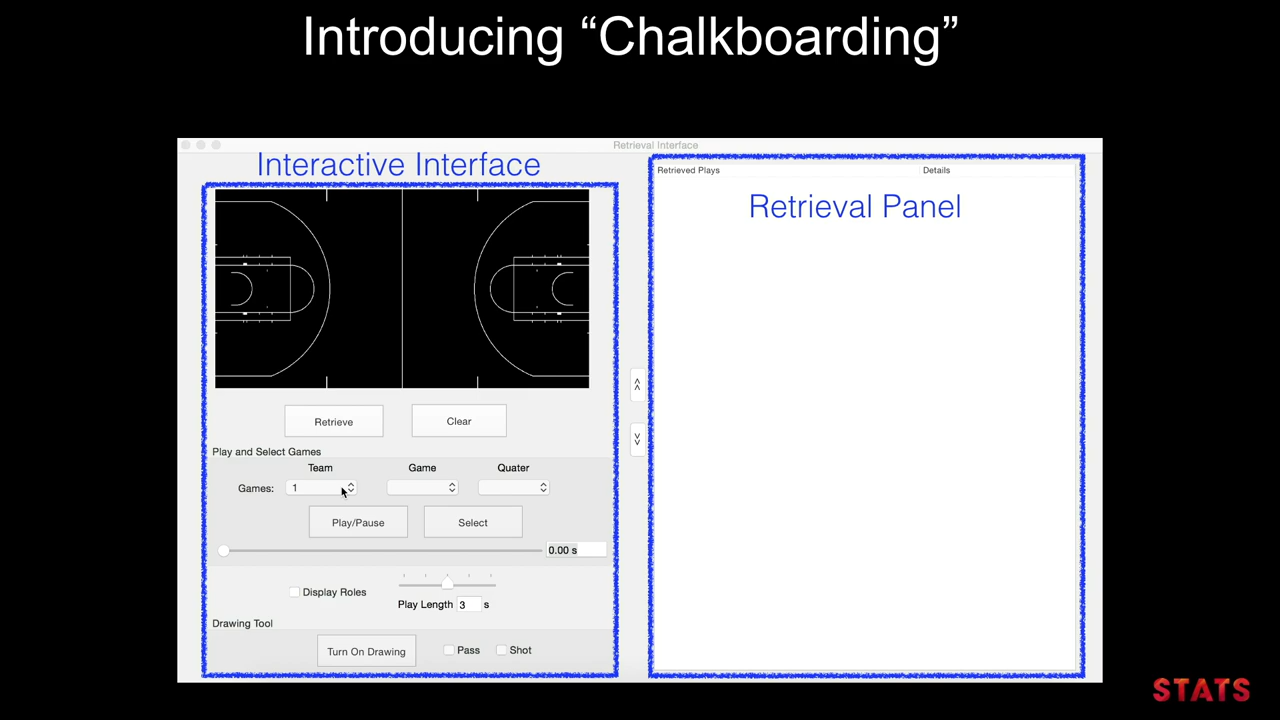 Introducing “Chalkboarding”
Retrieval Interface
Interactive Interface
Retrieved Plays Details
Retrieval Panel
Retrieve Clear
Play and Select Games
Team Game Quater
Games: 1
Play/Pause Select
0.00 s
Display Roles
Play Length 3 s
Drawing Tool
Turn On Drawing Pass Shot
STATS